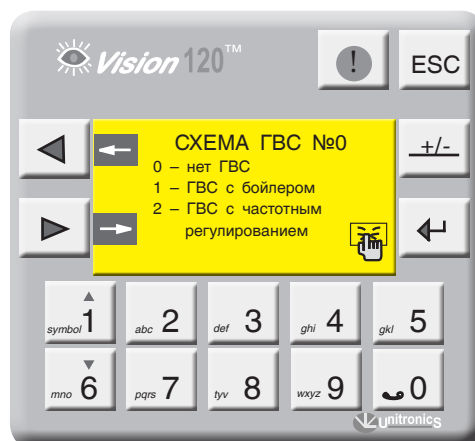 Vision 120™
!
ESC
СХЕМА ГВС №0
+/-
0 – нет ГВС
1 – ГВС с бойлером
2 – ГВС с частотным
регулированием
symbol 1
abc 2
def 3
ghi 4
gkl 5
mno 6
pqrs 7
tyv 8
wxyz 9
0
Unitronics